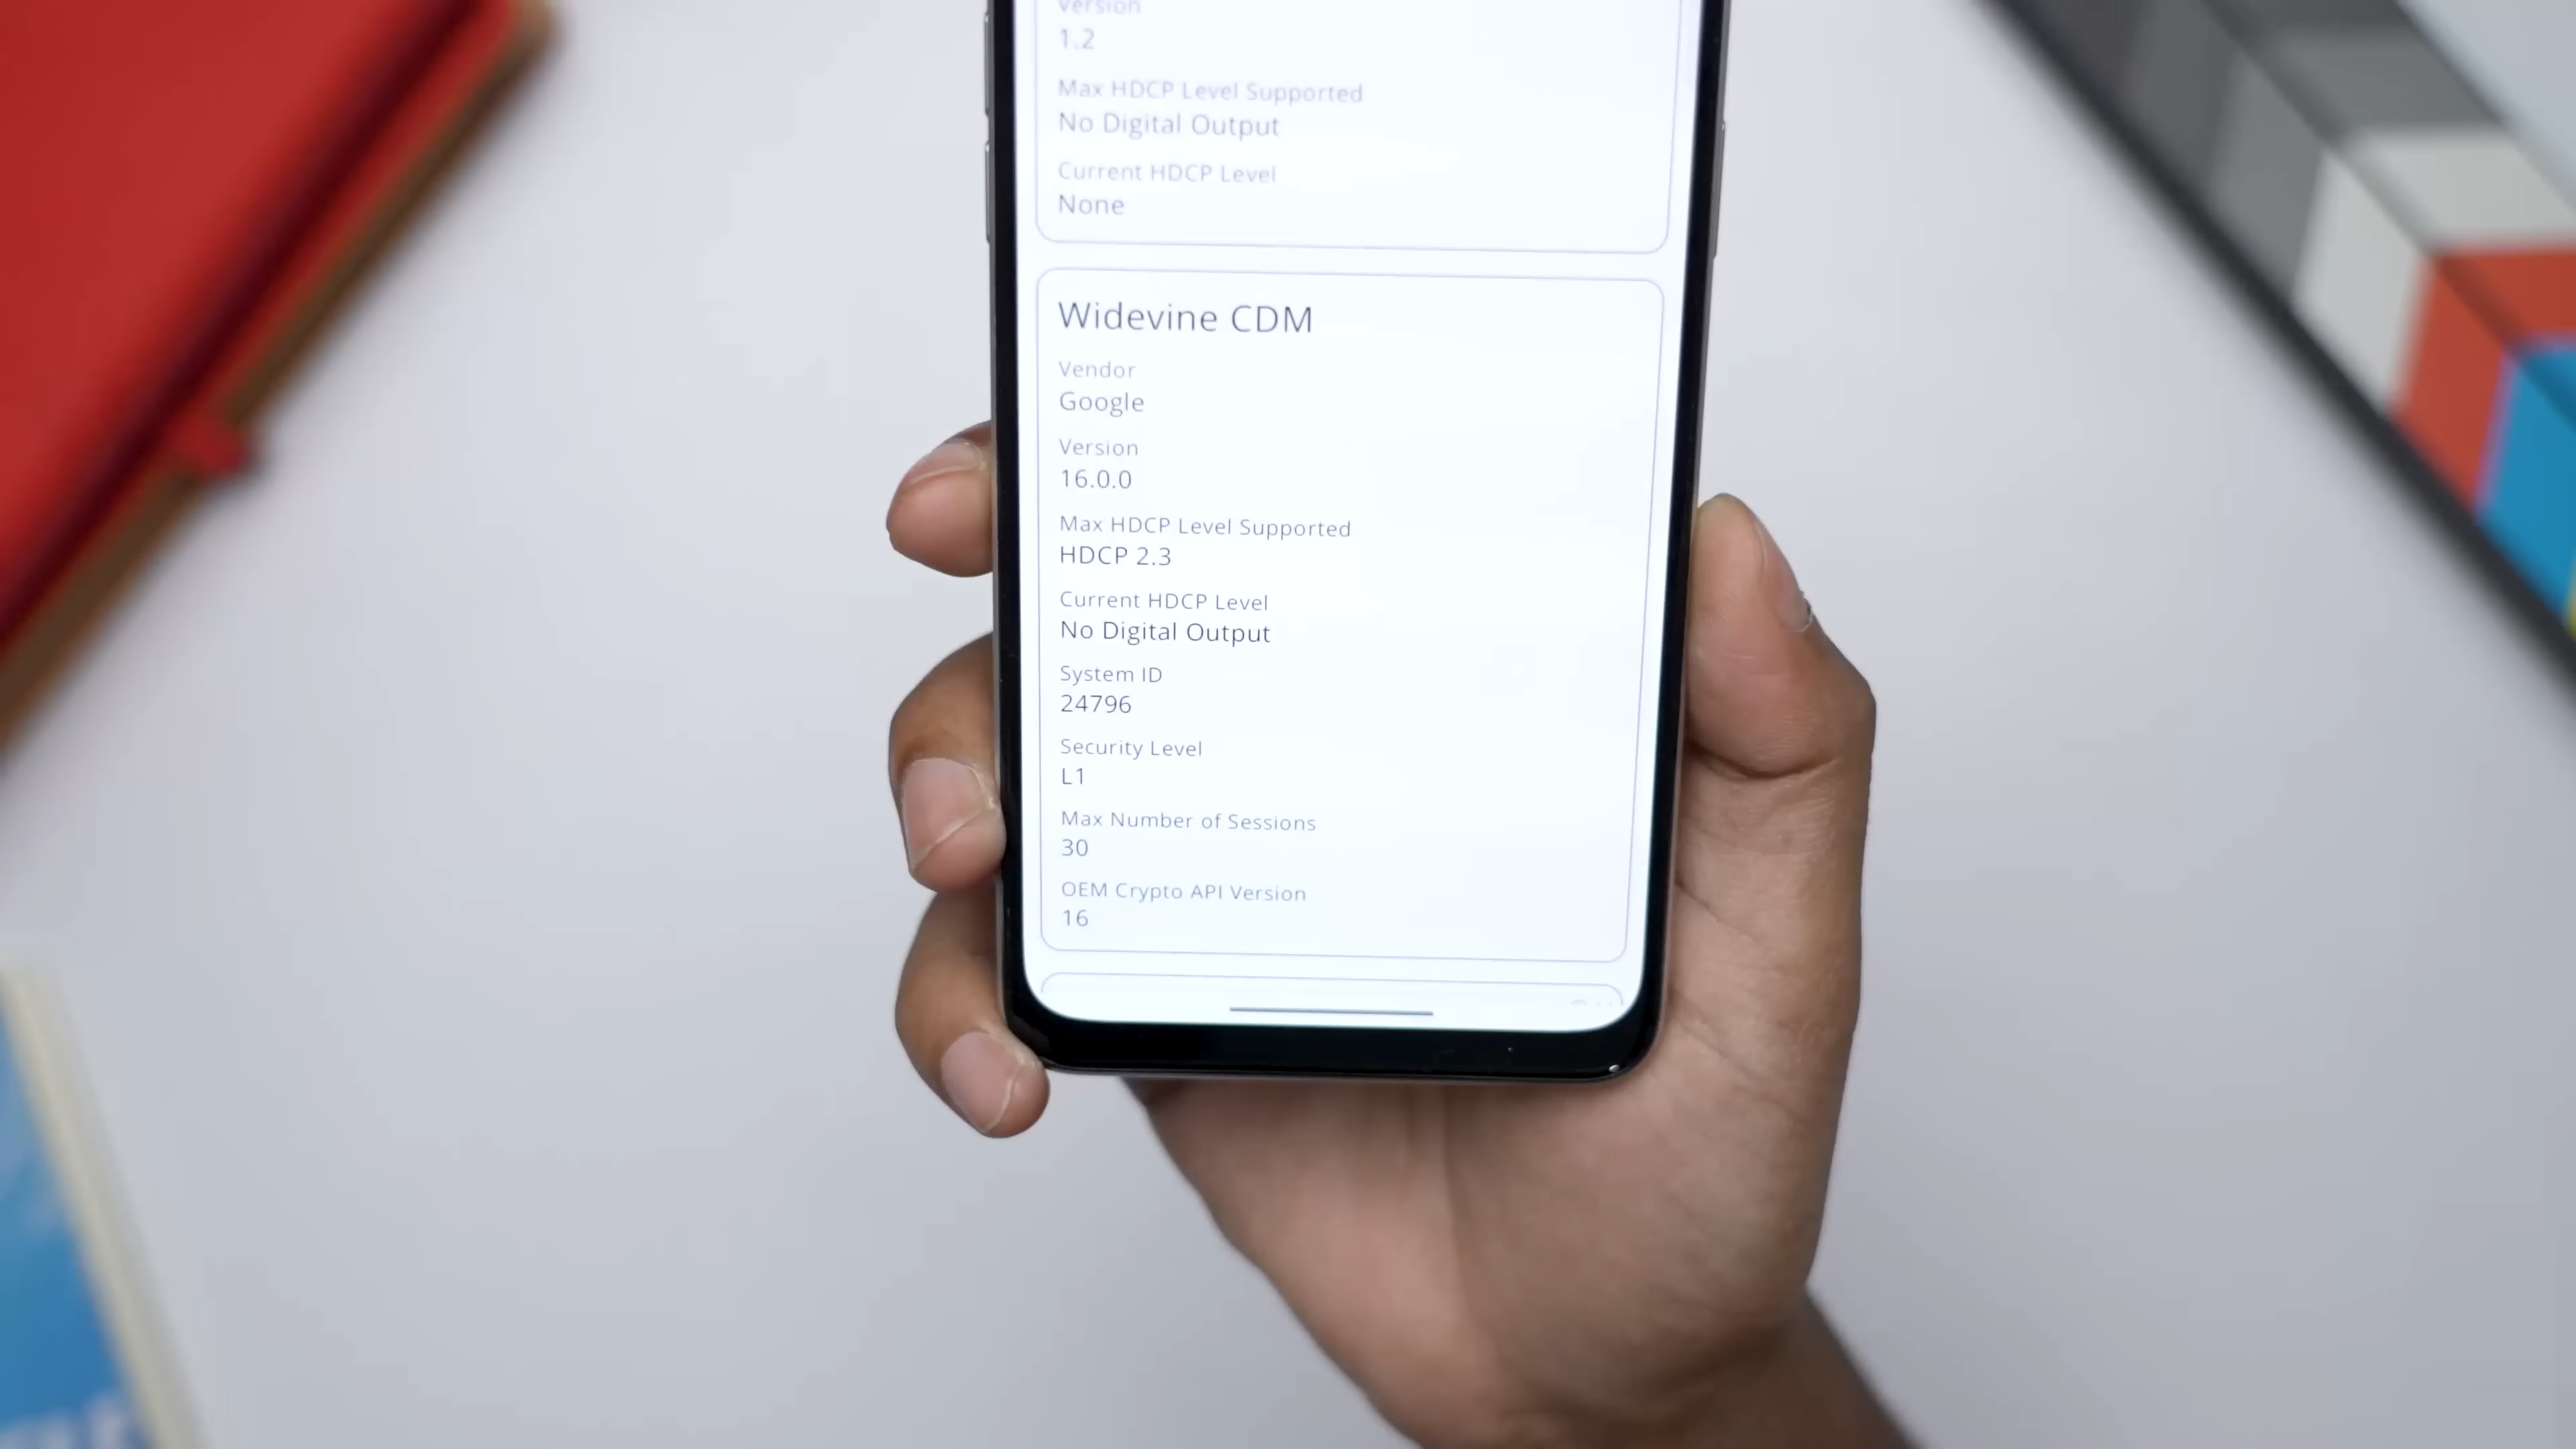 Version
1.2
Max HDCP Level Supported
No Digital Output
Current HDCP Level
None
Widevine CDM
Vendor
Google
Version
16.0.0
Max HDCP Level Supported
HDCP 2.3
Current HDCP Level
No Digital Output
System ID
24796
Security Level
L1
Max Number of Sessions
30
OEM Crypto API Version
16